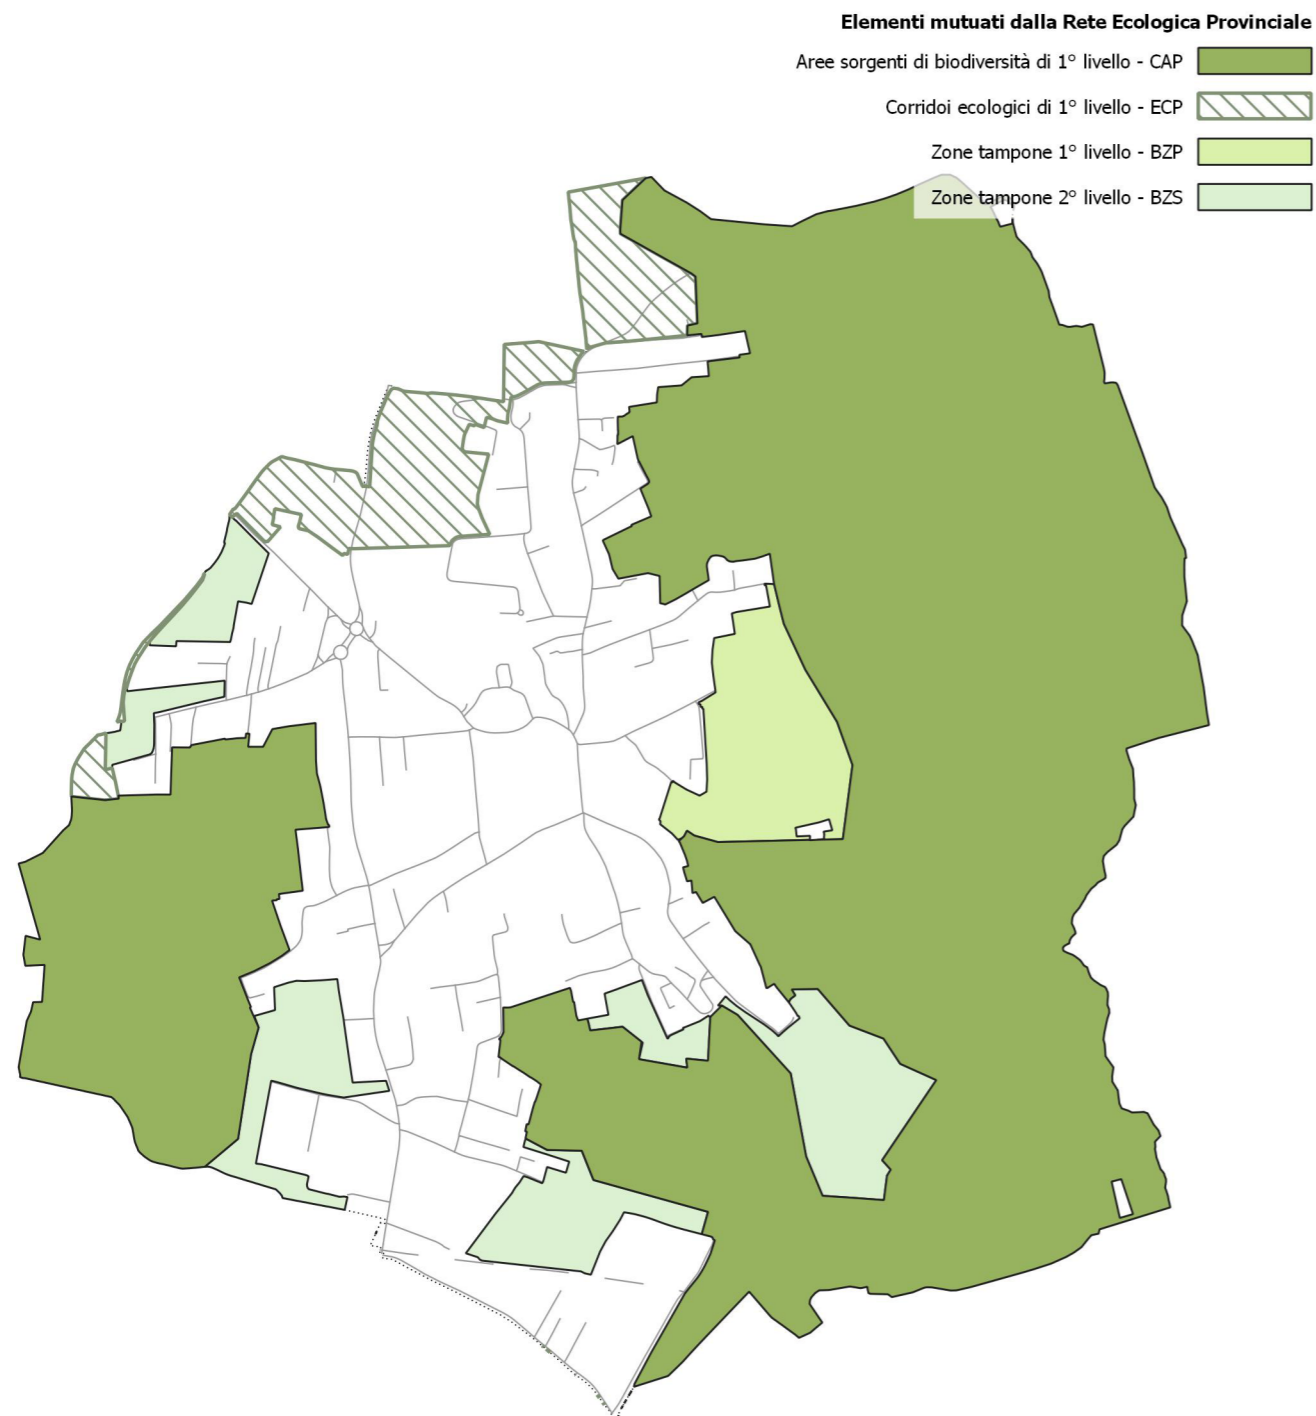 Elementi mutuati dalla Rete Ecologica Provinciale
Aree sorgenti di biodiversità di 1° livello - CAP
Corridoi ecologici di 1° livello - ECP
Zone tampone 1° livello - BZP
Zone tampone 2° livello - BZS